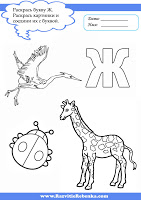 Раскрась букву Ж.
Раскрась картинки и
соедини их с буквой.
Дата:
Имя:
Ж
www.RazvitieRebenka.com